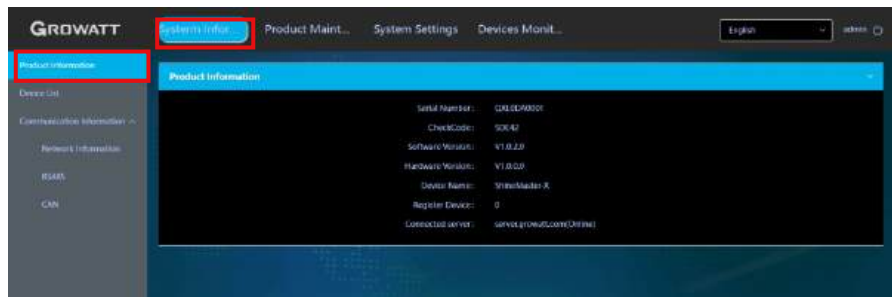 GROWATT
System Infor... Product Maint... System Settings Devices Monit... English admin
Product Information
Device List
Communication Information
Network Information
RS485
CAN
Product Information
Serial Number:
CheckCode:
Software Version: V1.0.2.0
Hardware Version: V1.0.0.0
Device Name: ShineMaster-X
Register Device: 0
Connected server: server.growatt.com(Online)